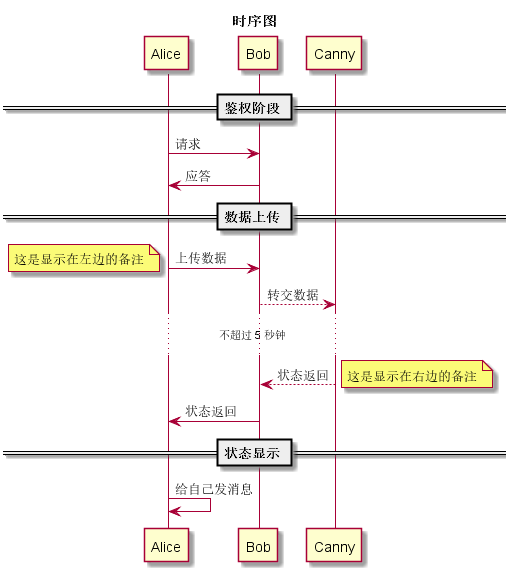 时序图
Alice Bob Canny
鉴权阶段
请求
应答
数据上传
这是显示在左边的备注 上传数据
转交数据
不超过 5 秒钟
状态返回 这是显示在右边的备注
状态返回
状态显示
给自己发消息
Alice Bob Canny